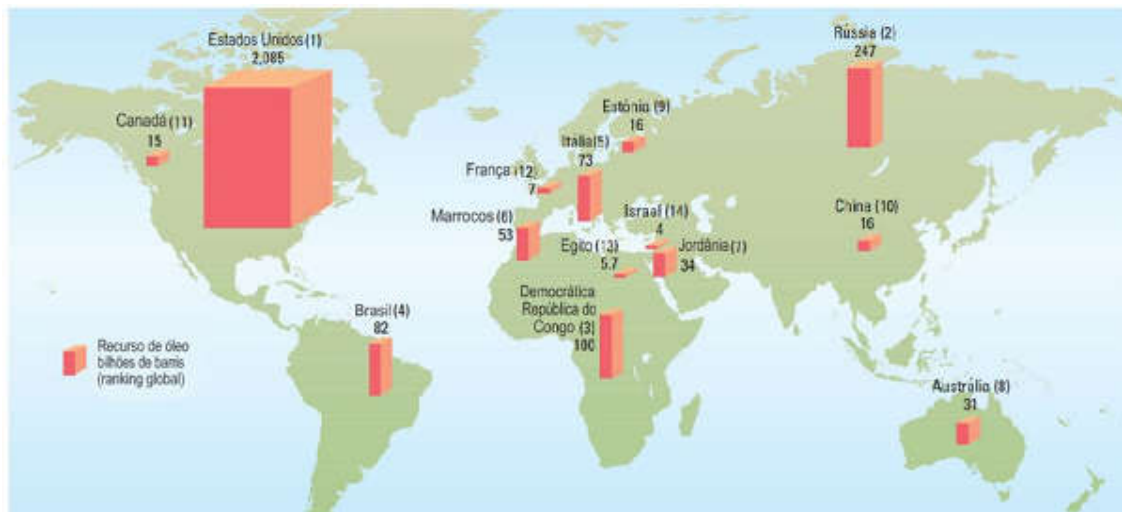 Estados Unidos (1)
2,085
Rússia (2)
247
Canadá (11)
15
Estônio (9)
16
Itália (5)
73
França (12)
7
Marrocos (6)
53
Israel (14)
4
China (10)
16
Egito (13)
5.7
Jordânia (7)
34
Democrática
República do
Congo (3)
100
Brasil (4)
82
Recurso de óleo
bilhões de barris
(ranking global)
Austrálio (8)
31